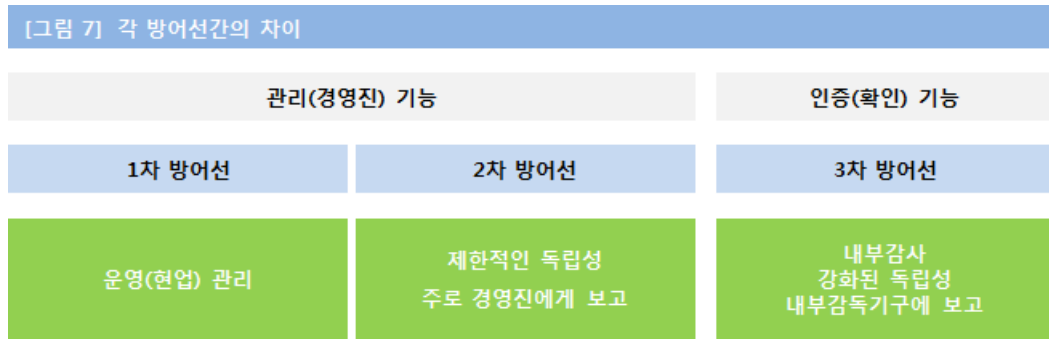 [그림 7] 각 방어선간의 차이
관리(경영진) 기능
인증(확인) 기능
1차 방어선
2차 방어선
3차 방어선
운영(현업) 관리
제한적인 독립성
주로 경영진에게 보고
내부감사
강화된 독립성
내부감독기구에 보고